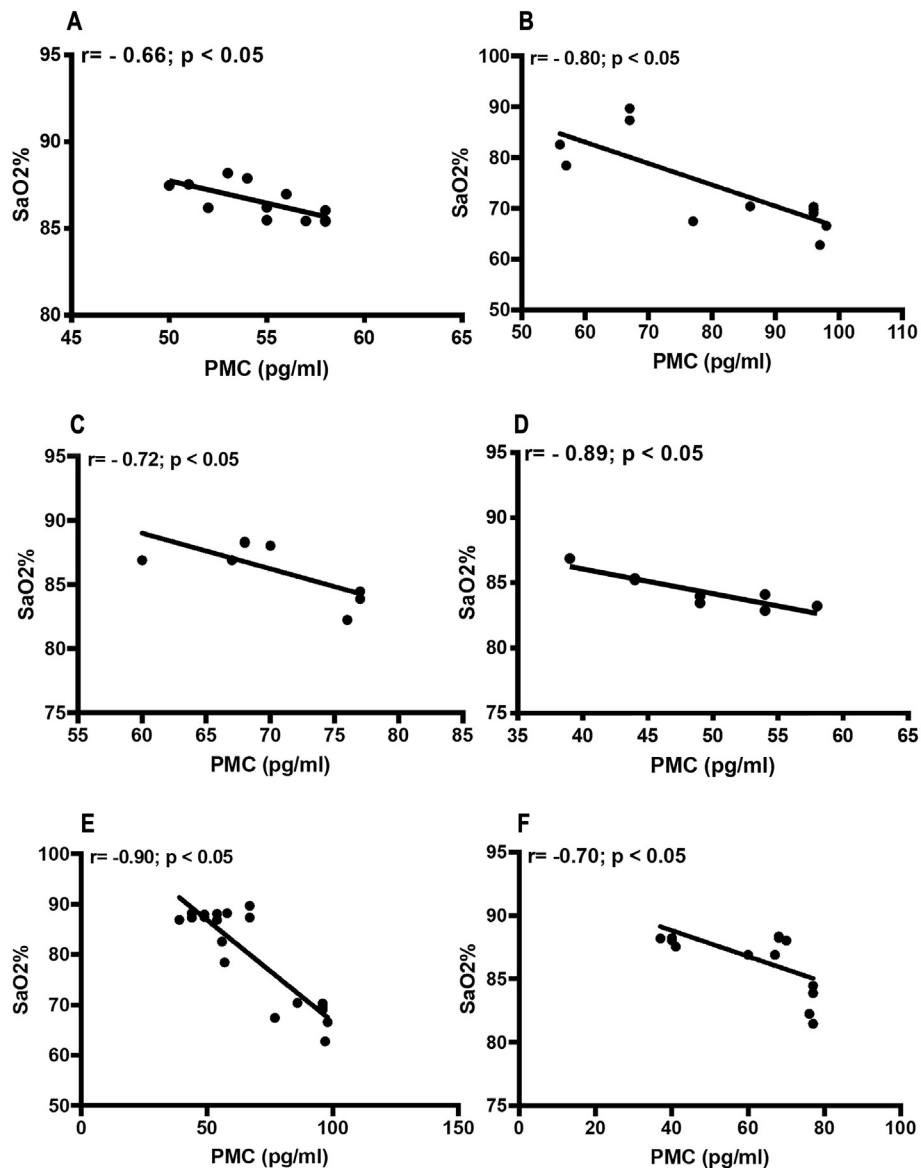 A
r= - 0.66; p < 0.05
95
90
85
80
SaO2%
45 50 55 60 65
PMC (pg/ml)
B
r= - 0.80; p < 0.05
100
90
80
70
60
50
SaO2%
50 60 70 80 90 100 110
PMC (pg/ml)
C
r= - 0.72; p < 0.05
95
90
85
80
75
SaO2%
55 60 65 70 75 80 85
PMC (pg/ml)
D
r= - 0.89; p < 0.05
95
90
85
80
75
SaO2%
35 40 45 50 55 60 65
PMC (pg/ml)
E
r= -0.90; p < 0.05
100
90
80
70
60
50
SaO2%
0 50 100 150
PMC (pg/ml)
F
r= -0.70; p < 0.05
95
90
85
80
75
SaO2%
0 20 40 60 80 100
PMC (pg/ml)